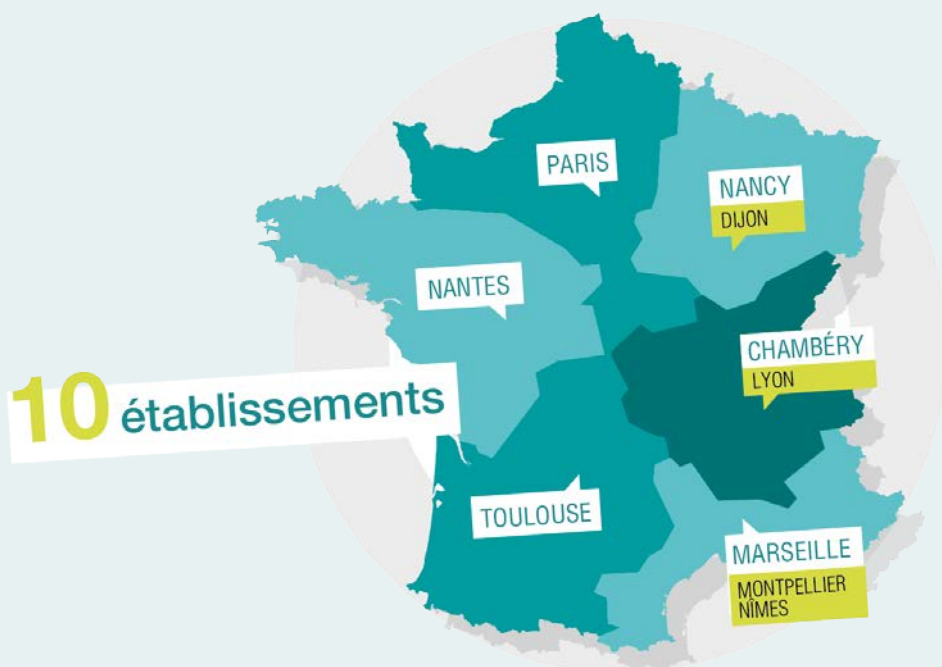 PARIS
NANCY
DIJON
NANTES
CHAMBÉRY
LYON
10 établissements
TOULOUSE
MARSEILLE
MONTPELLIER
NÎMES